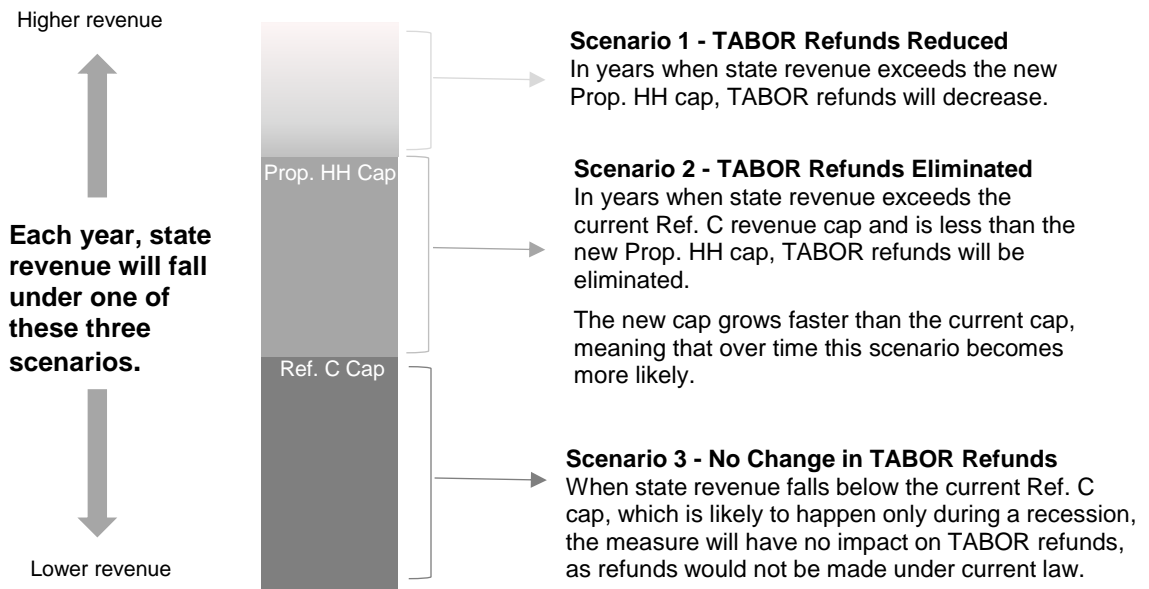 Higher revenue
Each year, state
revenue will fall
under one of
these three
scenarios.
Lower revenue
Prop. HH Cap
Ref. C Cap
Scenario 1 - TABOR Refunds Reduced
In years when state revenue exceeds the new
Prop. HH cap, TABOR refunds will decrease.
Scenario 2 - TABOR Refunds Eliminated
In years when state revenue exceeds the
current Ref. C revenue cap and is less than the
new Prop. HH cap, TABOR refunds will be
eliminated.
The new cap grows faster than the current cap,
meaning that over time this scenario becomes
more likely.
Scenario 3 - No Change in TABOR Refunds
When state revenue falls below the current Ref. C
cap, which is likely to happen only during a recession,
the measure will have no impact on TABOR refunds,
as refunds would not be made under current law.